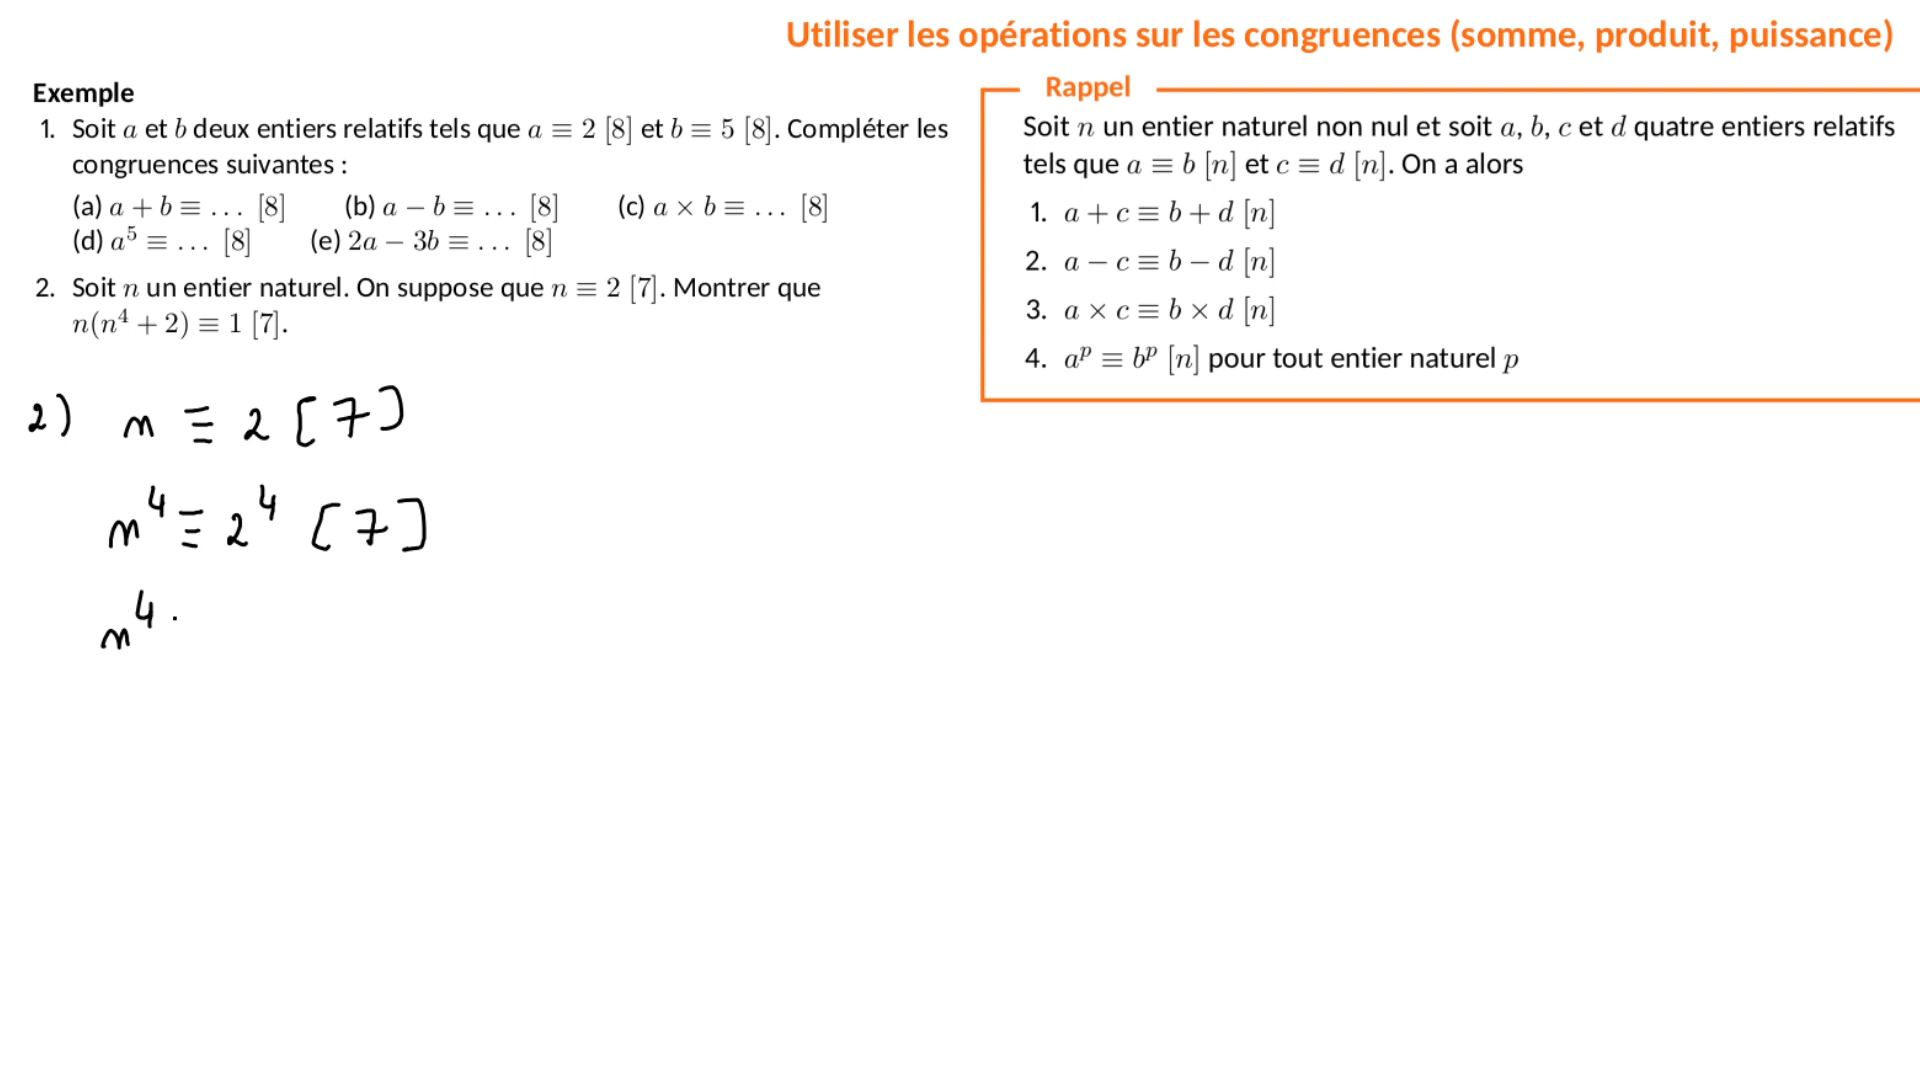 Utiliser les opérations sur les congruences (somme, produit, puissance)
Exemple
1. Soit a et b deux entiers relatifs tels que a ≡ 2 [8] et b ≡ 5 [8]. Compléter les
congruences suivantes :
(a) a + b ≡ ... [8] (b) a − b ≡ ... [8] (c) a × b ≡ ... [8]
(d) a⁵ ≡ ... [8] (e) 2a − 3b ≡ ... [8]
2. Soit n un entier naturel. On suppose que n ≡ 2 [7]. Montrer que
n(n⁴ + 2) ≡ 1 [7].
Rappel
Soit n un entier naturel non nul et soit a, b, c et d quatre entiers relatifs
tels que a ≡ b [n] et c ≡ d [n]. On a alors
1. a + c ≡ b + d [n]
2. a − c ≡ b − d [n]
3. a × c ≡ b × d [n]
4. aᵖ ≡ bᵖ [n] pour tout entier naturel p
2) n ≡ 2 [7]
n⁴ ≡ 2⁴ [7]
n⁴ .